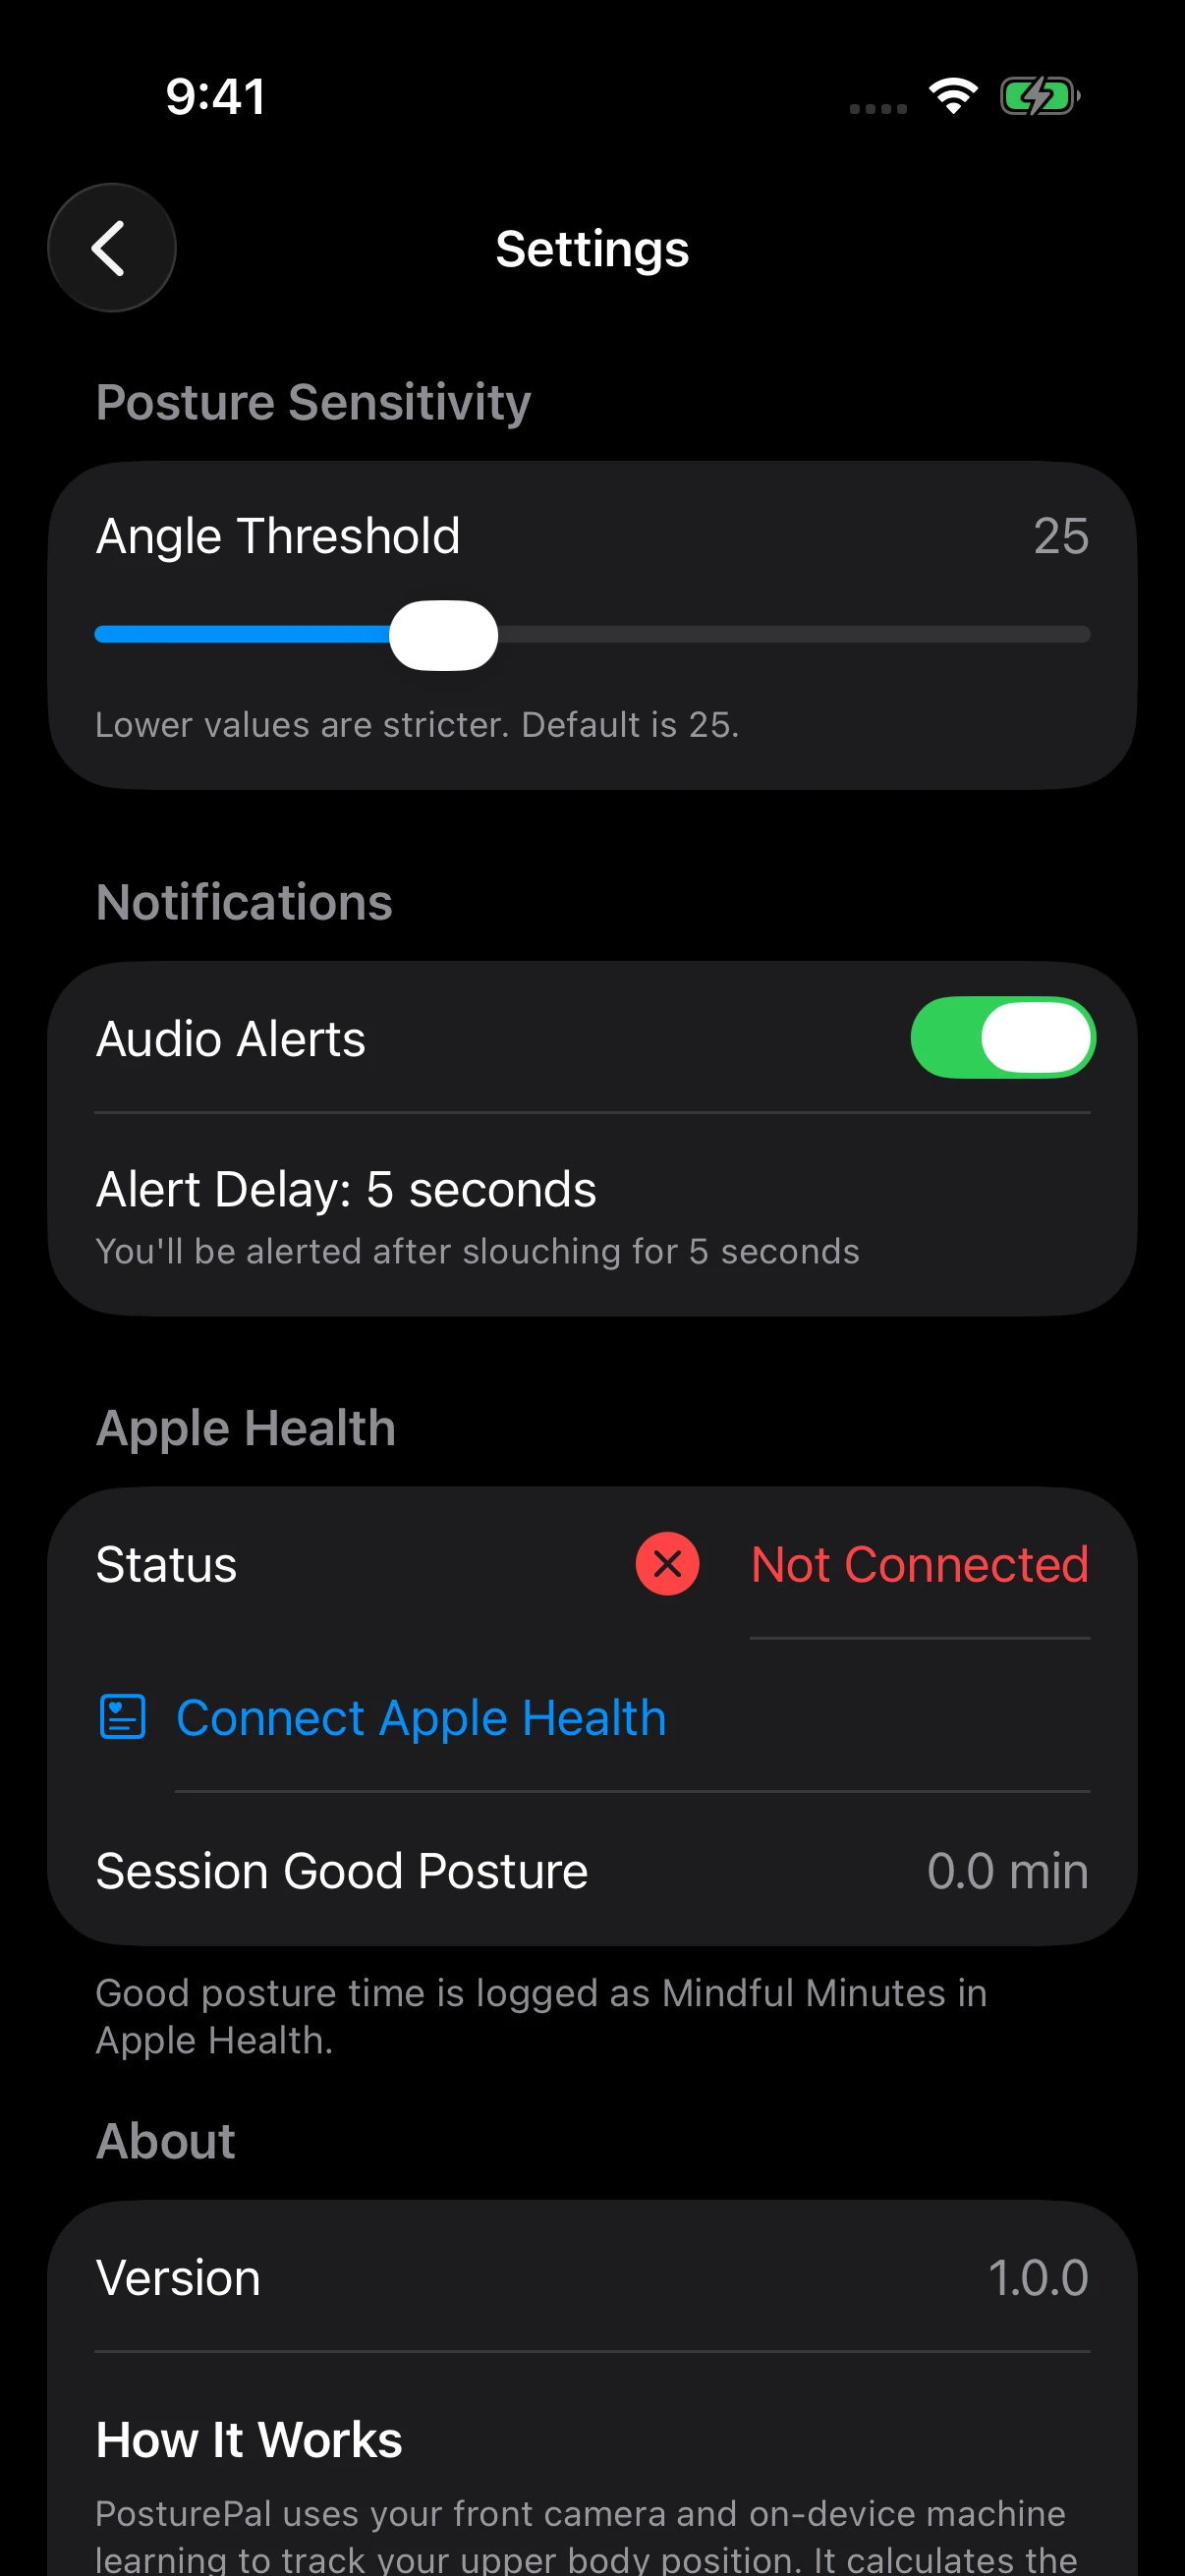 9:41
Settings
Posture Sensitivity
Angle Threshold 25
Lower values are stricter. Default is 25.
Notifications
Audio Alerts
Alert Delay: 5 seconds
You'll be alerted after slouching for 5 seconds
Apple Health
Status Not Connected
Connect Apple Health
Session Good Posture 0.0 min
Good posture time is logged as Mindful Minutes in
Apple Health.
About
Version 1.0.0
How It Works
PosturePal uses your front camera and on-device machine
learning to track your upper body position. It calculates the